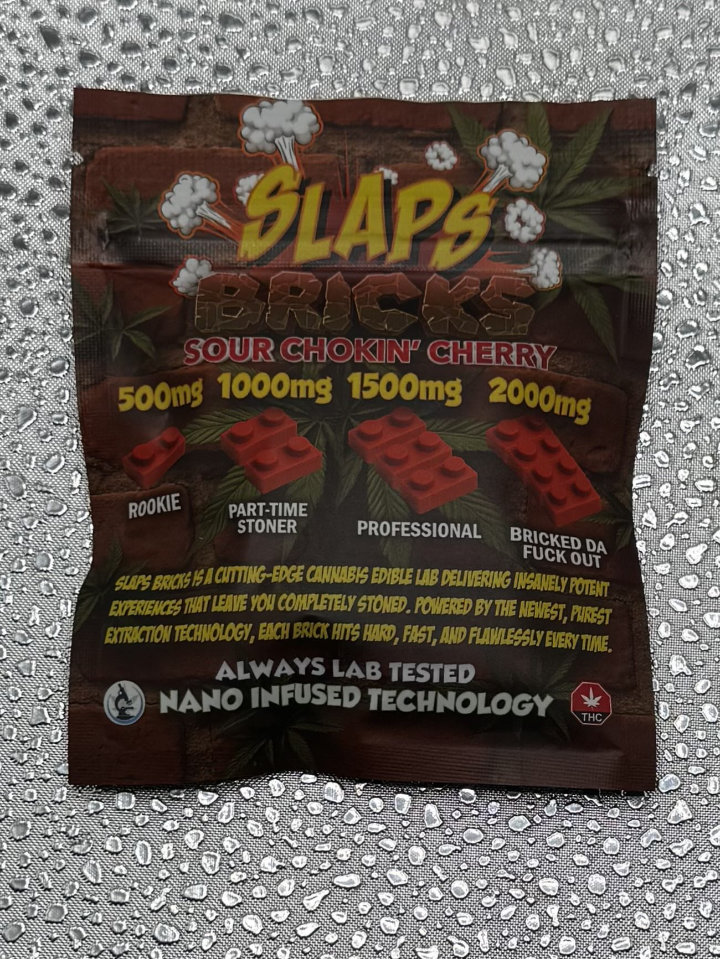 SLAPS
BRICKS
SOUR CHOKIN' CHERRY
500mg 1000mg 1500mg 2000mg
ROOKIE
PART-TIME
STONER
PROFESSIONAL
BRICKED DA
FUCK OUT
SLAPS BRICKS IS A CUTTING-EDGE CANNABIS EDIBLE LAB DELIVERING INSANELY POTENT
EXPERIENCES THAT LEAVE YOU COMPLETELY STONED. POWERED BY THE NEWEST, PUREST
EXTRACTION TECHNOLOGY, EACH BRICK HITS HARD, FAST, AND FLAWLESSLY EVERY TIME.
ALWAYS LAB TESTED
NANO INFUSED TECHNOLOGY
THC